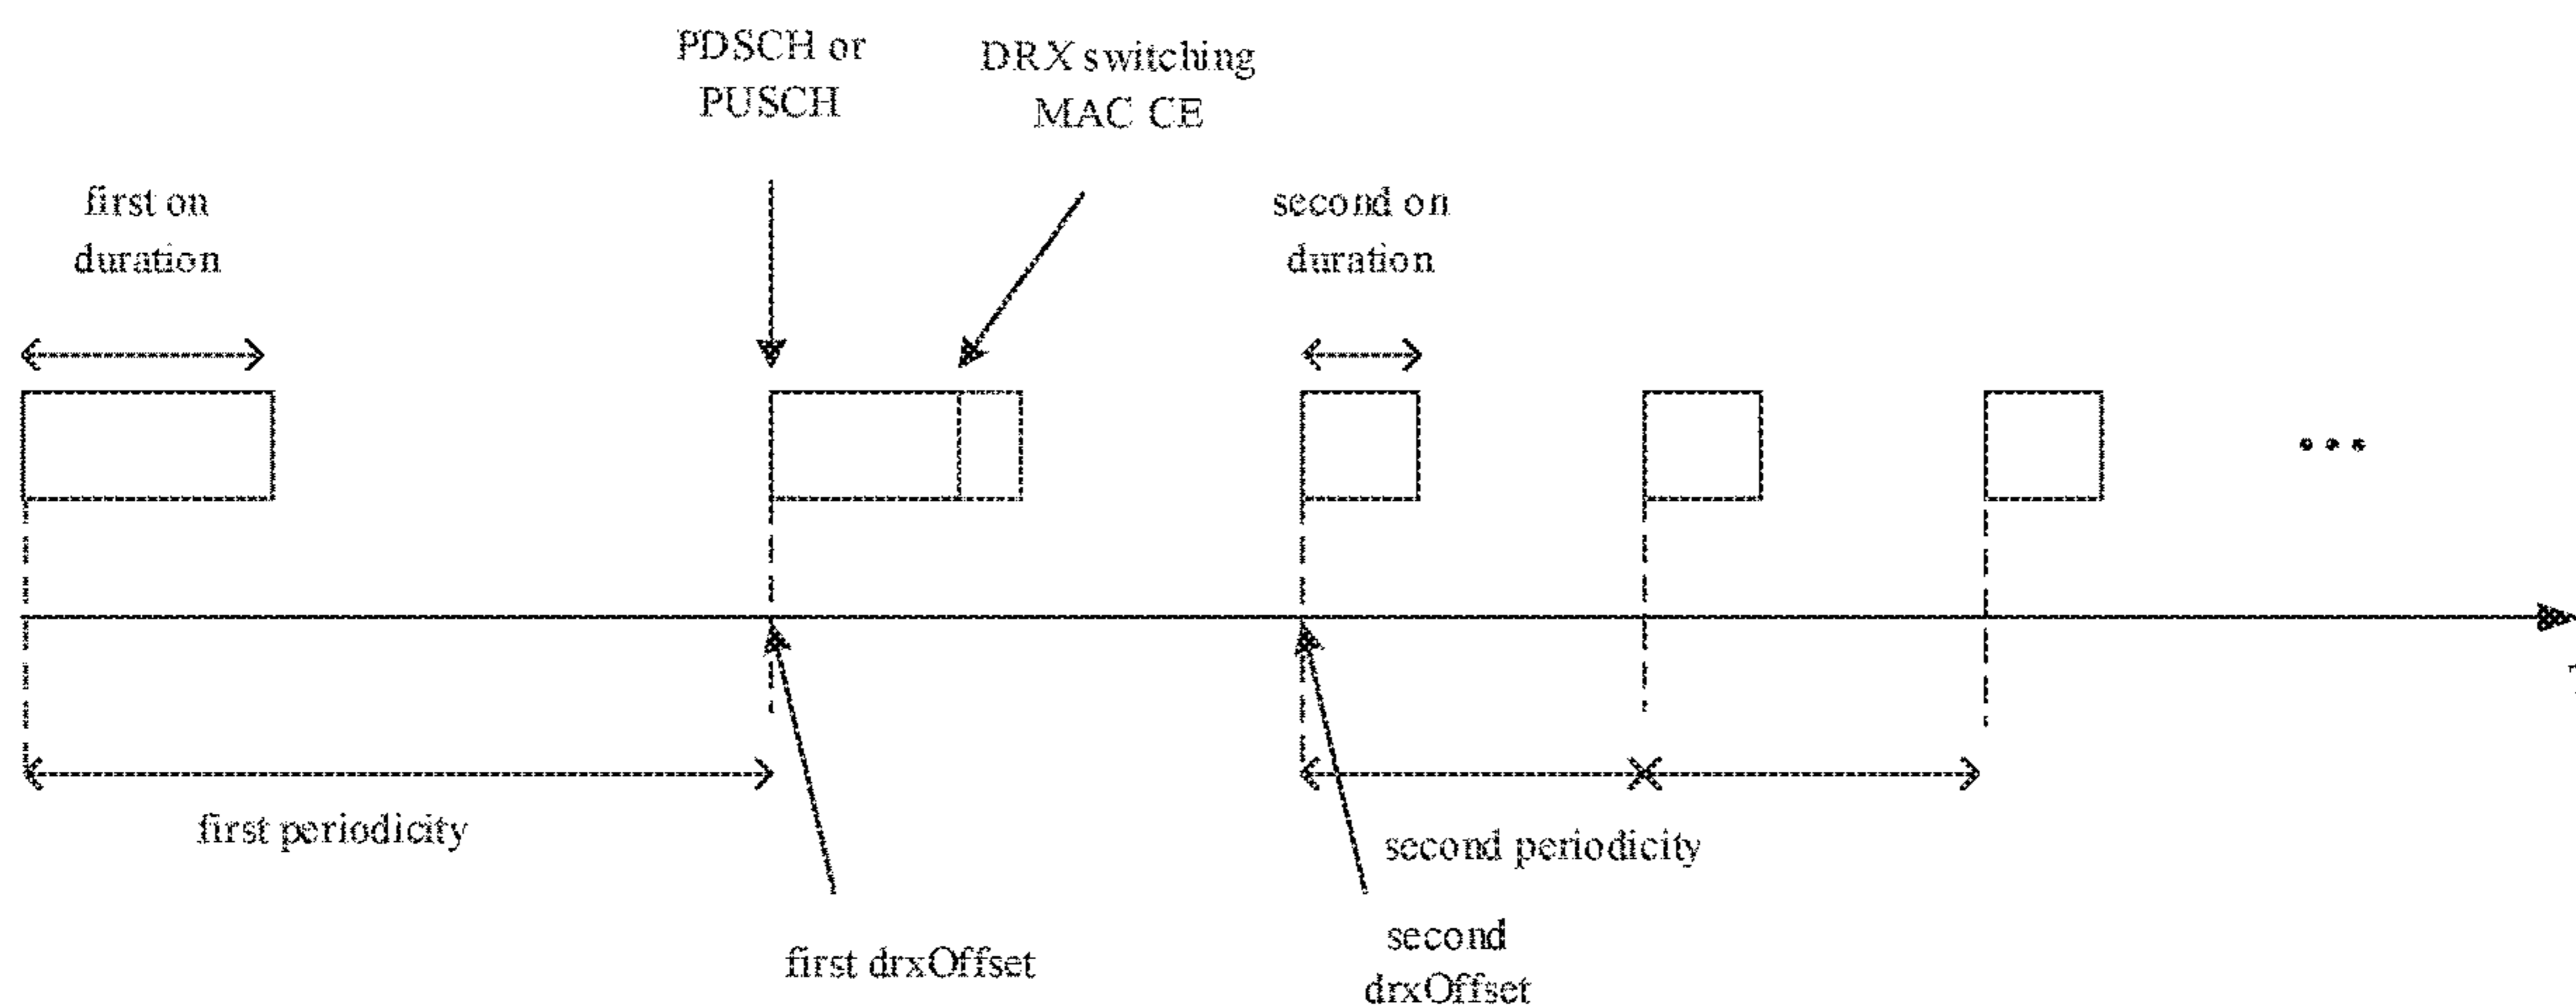 PDSCH or
PUSCH
DRX switching
MAC CE
first on
duration
second on
duration
first periodicity
second periodicity
first drxOffset
second
drxOffset